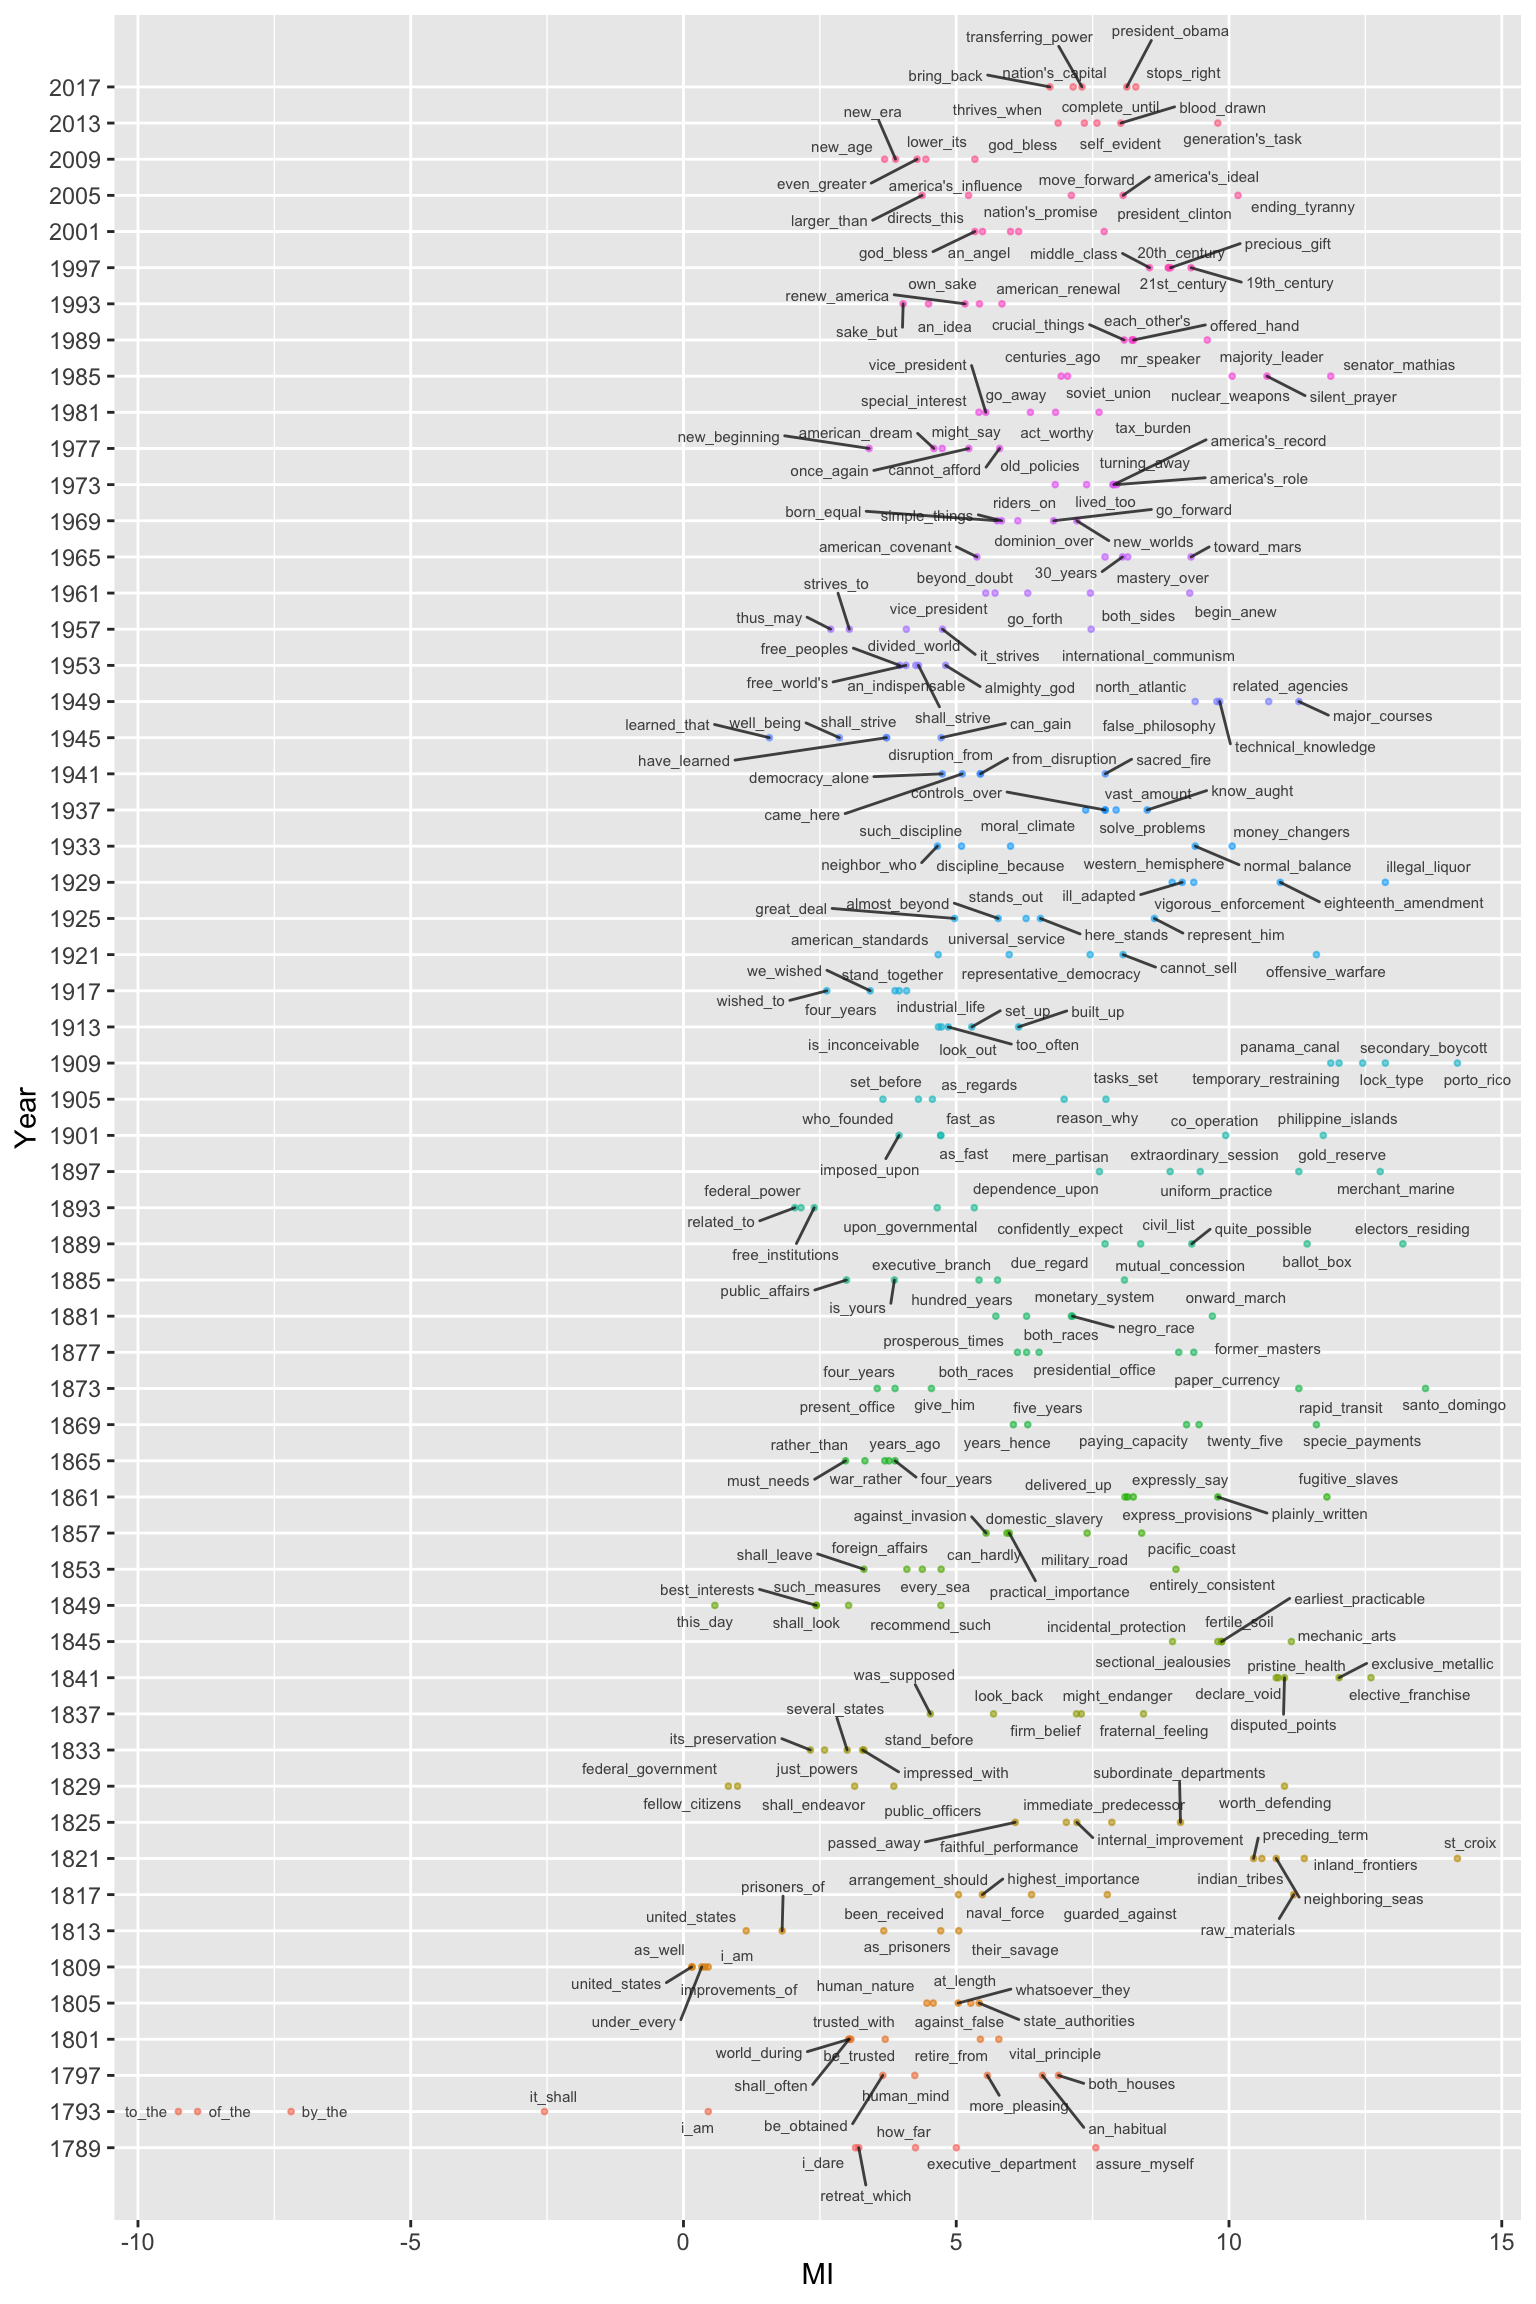 transferring_power
president_obama
bring_back
nation's_capital
stops_right
2017
thrives_when
complete_until
blood_drawn
new_era
2013
new_age
lower_its
god_bless
self_evident
generation's_task
2009
even_greater
america's_influence
move_forward
america's_ideal
2005
larger_than
directs_this
nation's_promise
president_clinton
ending_tyranny
2001
god_bless
an_angel
middle_class
20th_century
precious_gift
1997
renew_america
own_sake
american_renewal
21st_century
19th_century
1993
sake_but
an_idea
crucial_things
each_other's
offered_hand
1989
vice_president
centuries_ago
mr_speaker
majority_leader
senator_mathias
1985
special_interest
go_away
soviet_union
nuclear_weapons
silent_prayer
1981
new_beginning
american_dream
might_say
act_worthy
tax_burden
america's_record
1977
once_again
cannot_afford
old_policies
turning_away
america's_role
1973
born_equal
simple_things
riders_on
lived_too
go_forward
1969
american_covenant
dominion_over
new_worlds
toward_mars
1965
strives_to
beyond_doubt
30_years
mastery_over
1961
thus_may
vice_president
go_forth
both_sides
begin_anew
1957
free_peoples
divided_world
it_strives
international_communism
1953
free_world's
an_indispensable
almighty_god
north_atlantic
related_agencies
1949
learned_that
well_being
shall_strive
shall_strive
can_gain
false_philosophy
major_courses
1945
have_learned
disruption_from
from_disruption
sacred_fire
technical_knowledge
1941
democracy_alone
came_here
controls_over
vast_amount
know_aught
1937
such_discipline
moral_climate
solve_problems
money_changers
1933
neighbor_who
discipline_because
western_hemisphere
normal_balance
illegal_liquor
1929
great_deal
almost_beyond
stands_out
ill_adapted
vigorous_enforcement
eighteenth_amendment
1925
american_standards
universal_service
here_stands
represent_him
1921
we_wished
stand_together
representative_democracy
cannot_sell
offensive_warfare
1917
wished_to
four_years
industrial_life
set_up
built_up
1913
is_inconceivable
look_out
too_often
panama_canal
secondary_boycott
1909
set_before
as_regards
tasks_set
temporary_restraining
lock_type
porto_rico
1905
who_founded
fast_as
reason_why
co_operation
philippine_islands
1901
imposed_upon
as_fast
mere_partisan
extraordinary_session
gold_reserve
1897
federal_power
dependence_upon
uniform_practice
merchant_marine
1893
related_to
upon_governmental
confidently_expect
civil_list
quite_possible
electors_residing
1889
free_institutions
executive_branch
due_regard
mutual_concession
ballot_box
1885
public_affairs
is_yours
hundred_years
monetary_system
onward_march
1881
prosperous_times
both_races
negro_race
1877
four_years
both_races
presidential_office
former_masters
paper_currency
1873
present_office
give_him
five_years
rapid_transit
santo_domingo
1869
rather_than
years_ago
years_hence
paying_capacity
twenty_five
specie_payments
1865
must_needs
war_rather
four_years
delivered_up
expressly_say
fugitive_slaves
1861
against_invasion
domestic_slavery
express_provisions
plainly_written
1857
shall_leave
foreign_affairs
can_hardly
military_road
pacific_coast
1853
best_interests
such_measures
every_sea
practical_importance
entirely_consistent
earliest_practicable
1849
this_day
shall_look
recommend_such
incidental_protection
fertile_soil
1845
was_supposed
sectional_jealousies
pristine_health
mechanic_arts
exclusive_metallic
1841
several_states
look_back
might_endanger
declare_void
elective_franchise
1837
its_preservation
stand_before
firm_belief
fraternal_feeling
disputed_points
1833
federal_government
just_powers
impressed_with
subordinate_departments
1829
fellow_citizens
shall_endeavor
public_officers
immediate_predecessor
worth_defending
1825
passed_away
faithful_performance
internal_improvement
preceding_term
st_croix
1821
arrangement_should
highest_importance
indian_tribes
inland_frontiers
1817
prisoners_of
united_states
been_received
naval_force
guarded_against
neighboring_seas
raw_materials
1813
as_well
i_am
as_prisoners
their_savage
1809
united_states
improvements_of
human_nature
at_length
whatsoever_they
1805
under_every
trusted_with
against_false
state_authorities
1801
world_during
be_trusted
retire_from
vital_principle
1797
shall_often
human_mind
more_pleasing
both_houses
it_shall
1793
to_the
of_the
by_the
i_am
be_obtained
how_far
an_habitual
1789
i_dare
executive_department
assure_myself
retreat_which
-10
-5
0
5
10
15
MI
Year